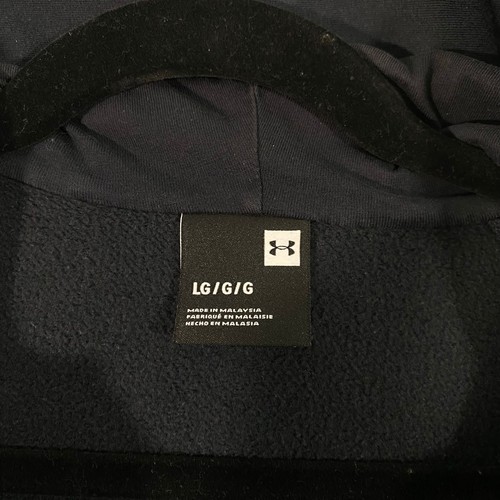 LG/G/G
MADE IN MALAYSIA
FABRIQUÉ EN MALAISIE
HECHO EN MALASIA